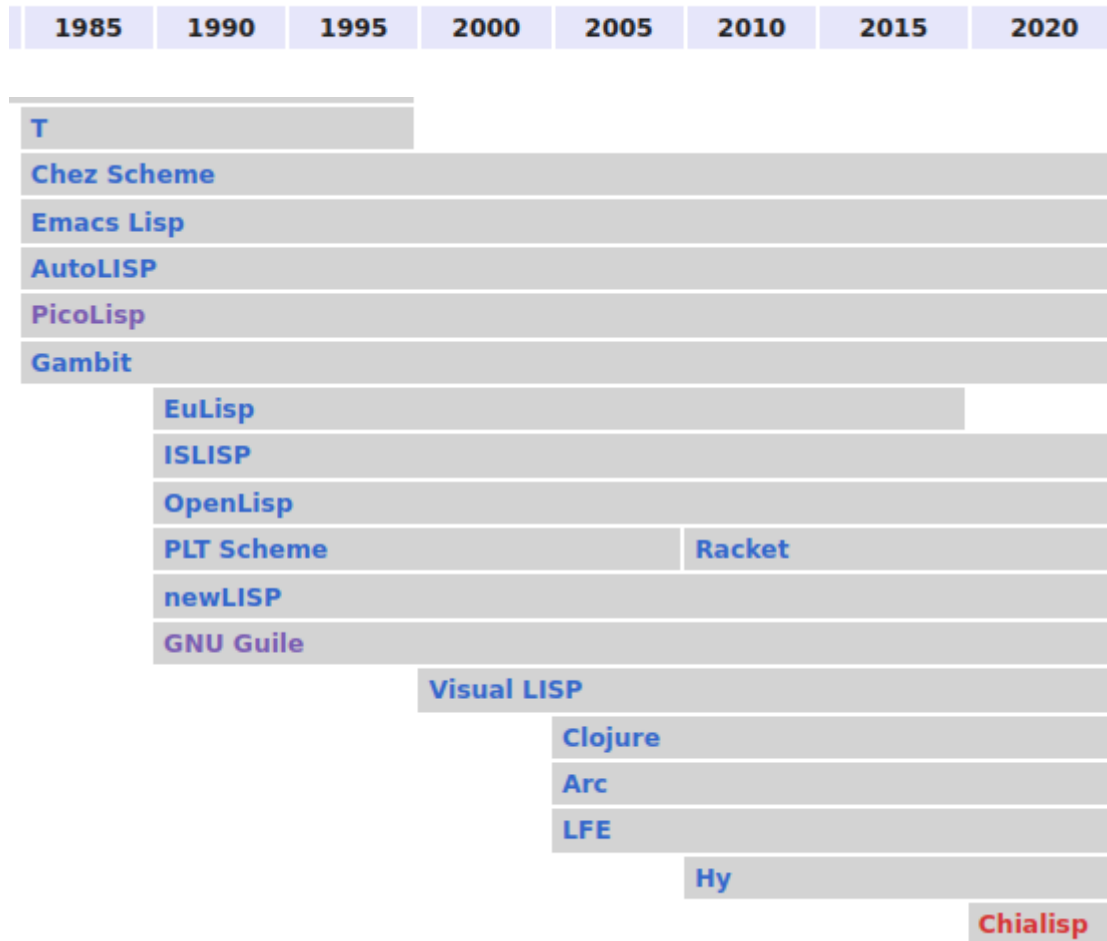 1985 1990 1995 2000 2005 2010 2015 2020
T
Chez Scheme
Emacs Lisp
AutoLISP
PicoLisp
Gambit
EuLisp
ISLISP
OpenLisp
PLT Scheme Racket
newLISP
GNU Guile
Visual LISP
Clojure
Arc
LFE
Hy
Chialisp